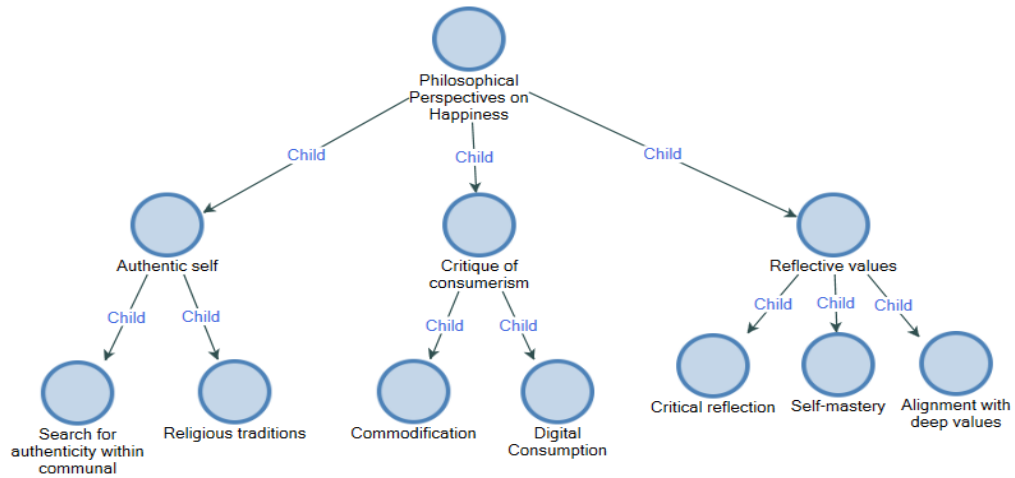 Philosophical
Perspectives on
Happiness
Child
Child
Child
Authentic self
Critique of
consumerism
Reflective values
Child
Child
Child
Child
Child
Child
Child
Search for
authenticity within
communal
Religious traditions
Commodification
Digital
Consumption
Critical reflection
Self-mastery
Alignment with
deep values